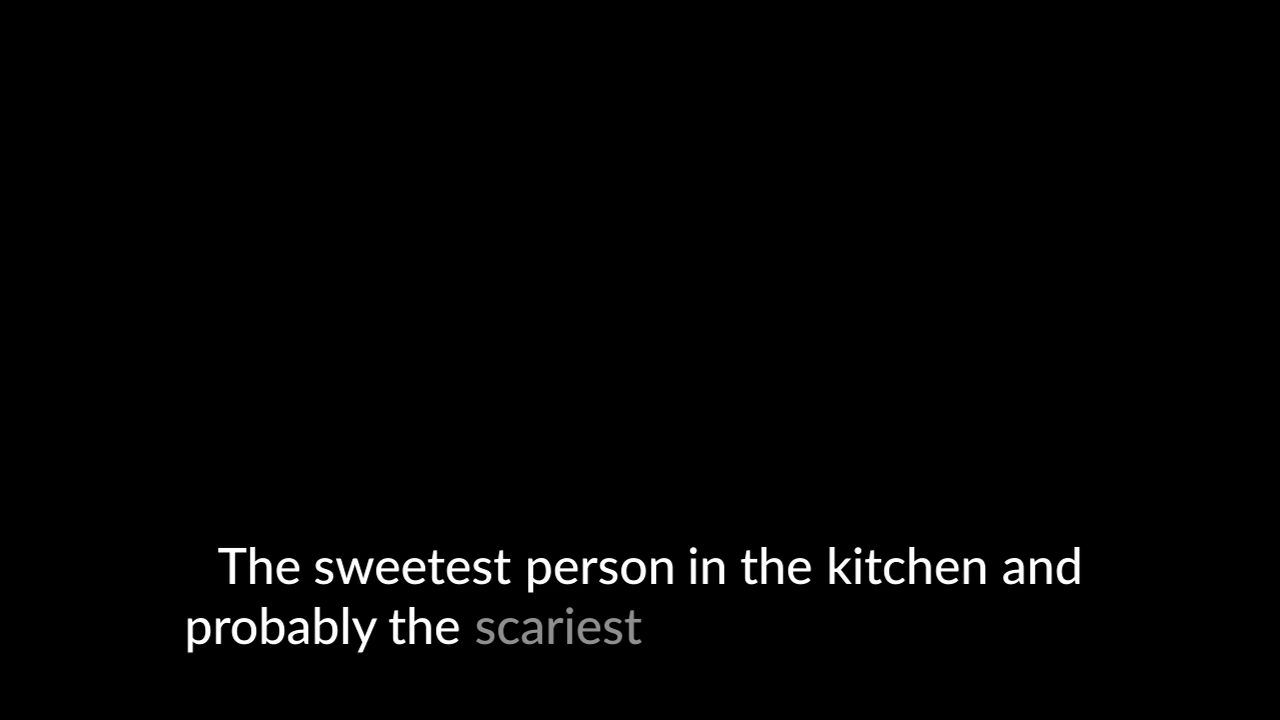 The sweetest person in the kitchen and
probably the scariest